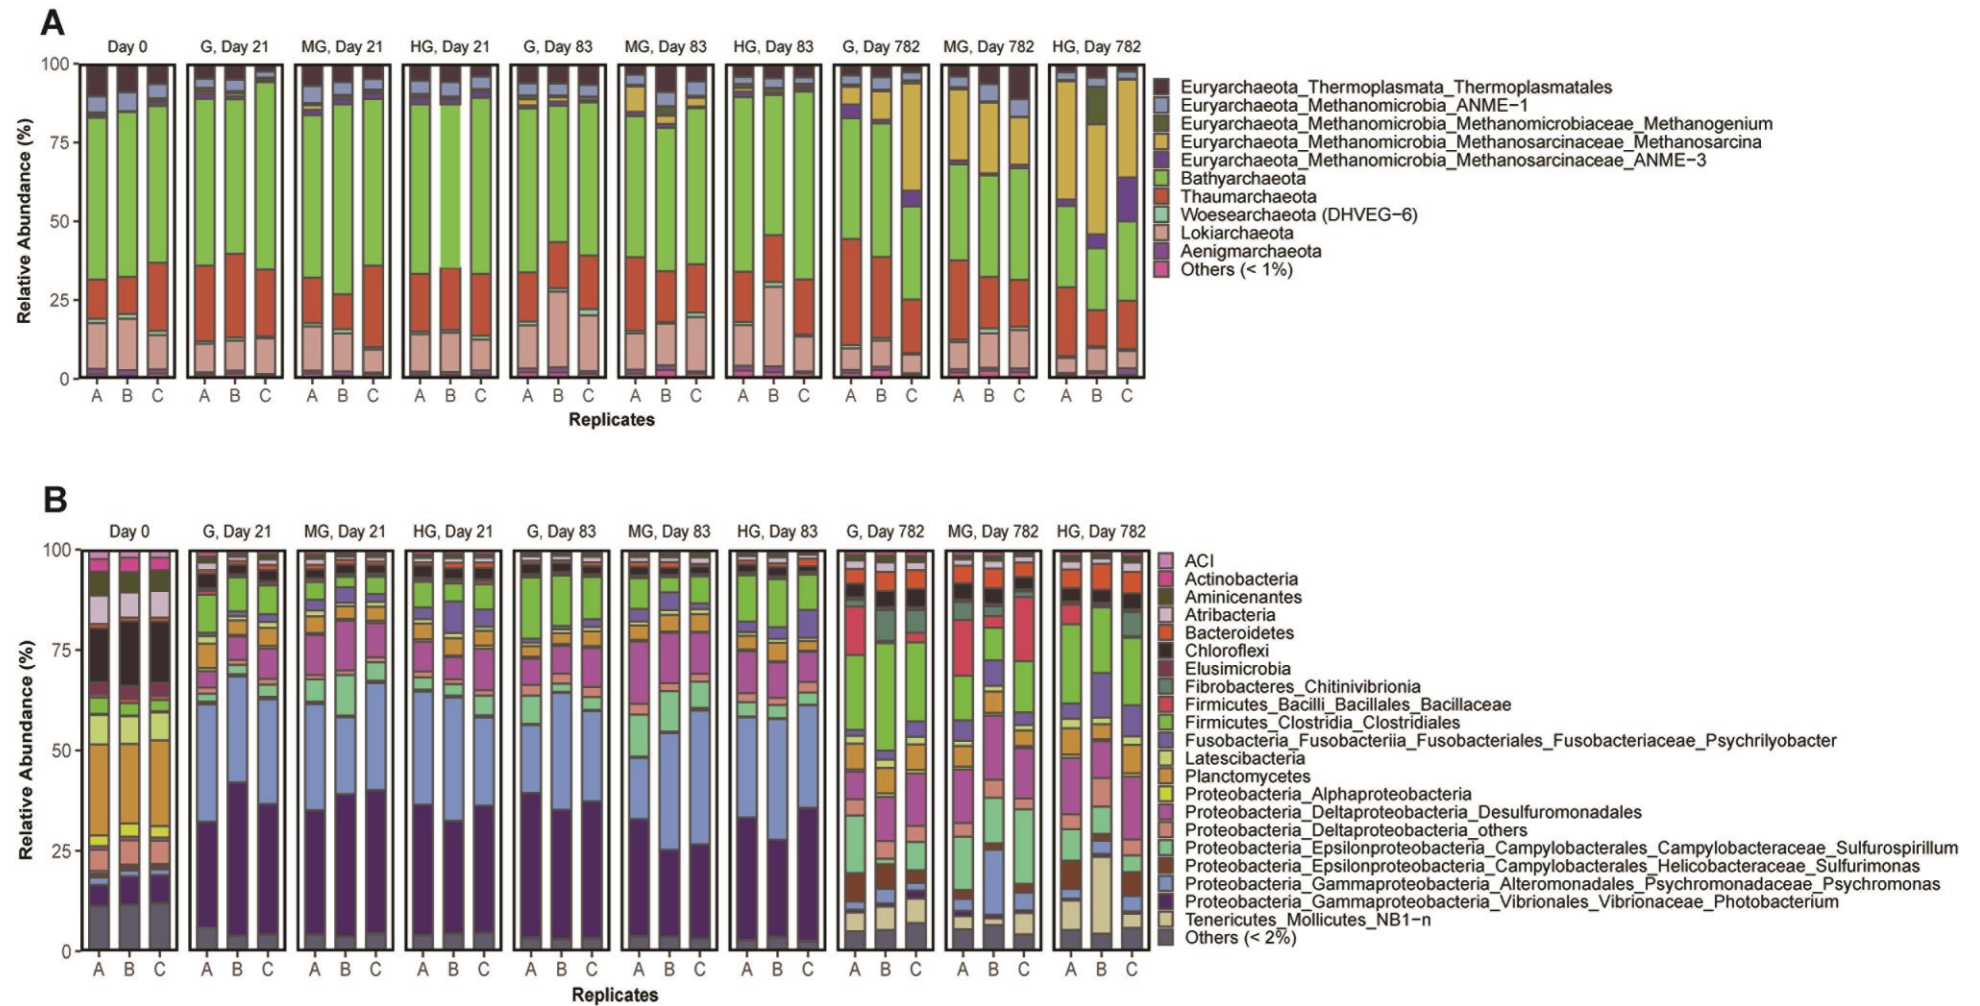 A
Day 0 G, Day 21 MG, Day 21 HG, Day 21 G, Day 83 MG, Day 83 HG, Day 83 G, Day 782 MG, Day 782 HG, Day 782
Relative Abundance (%)
100
75
50
25
0
A B C A B C A B C A B C A B C A B C A B C A B C A B C A B C
Replicates
Euryarchaeota_Thermoplasmata_Thermoplasmatales
Euryarchaeota_Methanomicrobia_ANME−1
Euryarchaeota_Methanomicrobia_Methanomicrobiaceae_Methanogenium
Euryarchaeota_Methanomicrobia_Methanosarcinaceae_Methanosarcina
Euryarchaeota_Methanomicrobia_Methanosarcinaceae_ANME−3
Bathyarchaeota
Thaumarchaeota
Woesearchaeota (DHVEG−6)
Lokiarchaeota
Aenigmarchaeota
Others (< 1%)
B
Day 0 G, Day 21 MG, Day 21 HG, Day 21 G, Day 83 MG, Day 83 HG, Day 83 G, Day 782 MG, Day 782 HG, Day 782
Relative Abundance (%)
100
75
50
25
0
A B C A B C A B C A B C A B C A B C A B C A B C A B C A B C
Replicates
ACI
Actinobacteria
Aminicenantes
Atribacteria
Bacteroidetes
Chloroflexi
Elusimicrobia
Fibrobacteres_Chitinivibrionia
Firmicutes_Bacilli_Bacillales_Bacillaceae
Firmicutes_Clostridia_Clostridiales
Fusobacteria_Fusobacteriia_Fusobacteriales_Fusobacteriaceae_Psychrilyobacter
Latescibacteria
Planctomycetes
Proteobacteria_Alphaproteobacteria
Proteobacteria_Deltaproteobacteria_Desulfuromonadales
Proteobacteria_Deltaproteobacteria_others
Proteobacteria_Epsilonproteobacteria_Campylobacterales_Campylobacteraceae_Sulfurospirillum
Proteobacteria_Epsilonproteobacteria_Campylobacterales_Helicobacteraceae_Sulfurimonas
Proteobacteria_Gammaproteobacteria_Alteromonadales_Psychromonadaceae_Psychromonas
Proteobacteria_Gammaproteobacteria_Vibrionales_Vibrionaceae_Photobacterium
Tenericutes_Mollicutes_NB1−n
Others (< 2%)